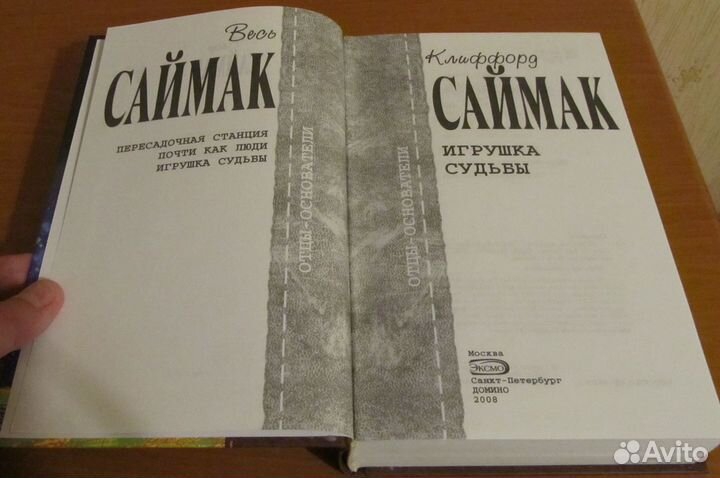 Весь
САЙМАК
ПЕРЕСАДОЧНАЯ СТАНЦИЯ
ПОЧТИ КАК ЛЮДИ
ИГРУШКА СУДЬБЫ
ОТЦЫ-ОСНОВАТЕЛИ
ОТЦЫ-ОСНОВАТЕЛИ
Клиффорд
САЙМАК
ИГРУШКА
СУДЬБЫ
Москва
ЭКСМО
Санкт-Петербург
ДОМИНО
2008
Avito